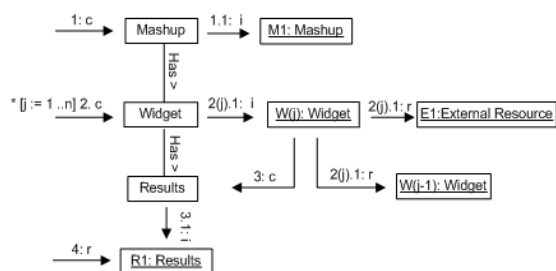 1: c
Mashup
1.1: i
M1: Mashup
Has >
* [j := 1 ..n] 2. c
Widget
2(j).1: i
W(j): Widget
2(j).1: r
E1:External Resource
Has >
3: c
2(j).1: r
Results
W(j-1): Widget
3.1: i
4: r
R1: Results